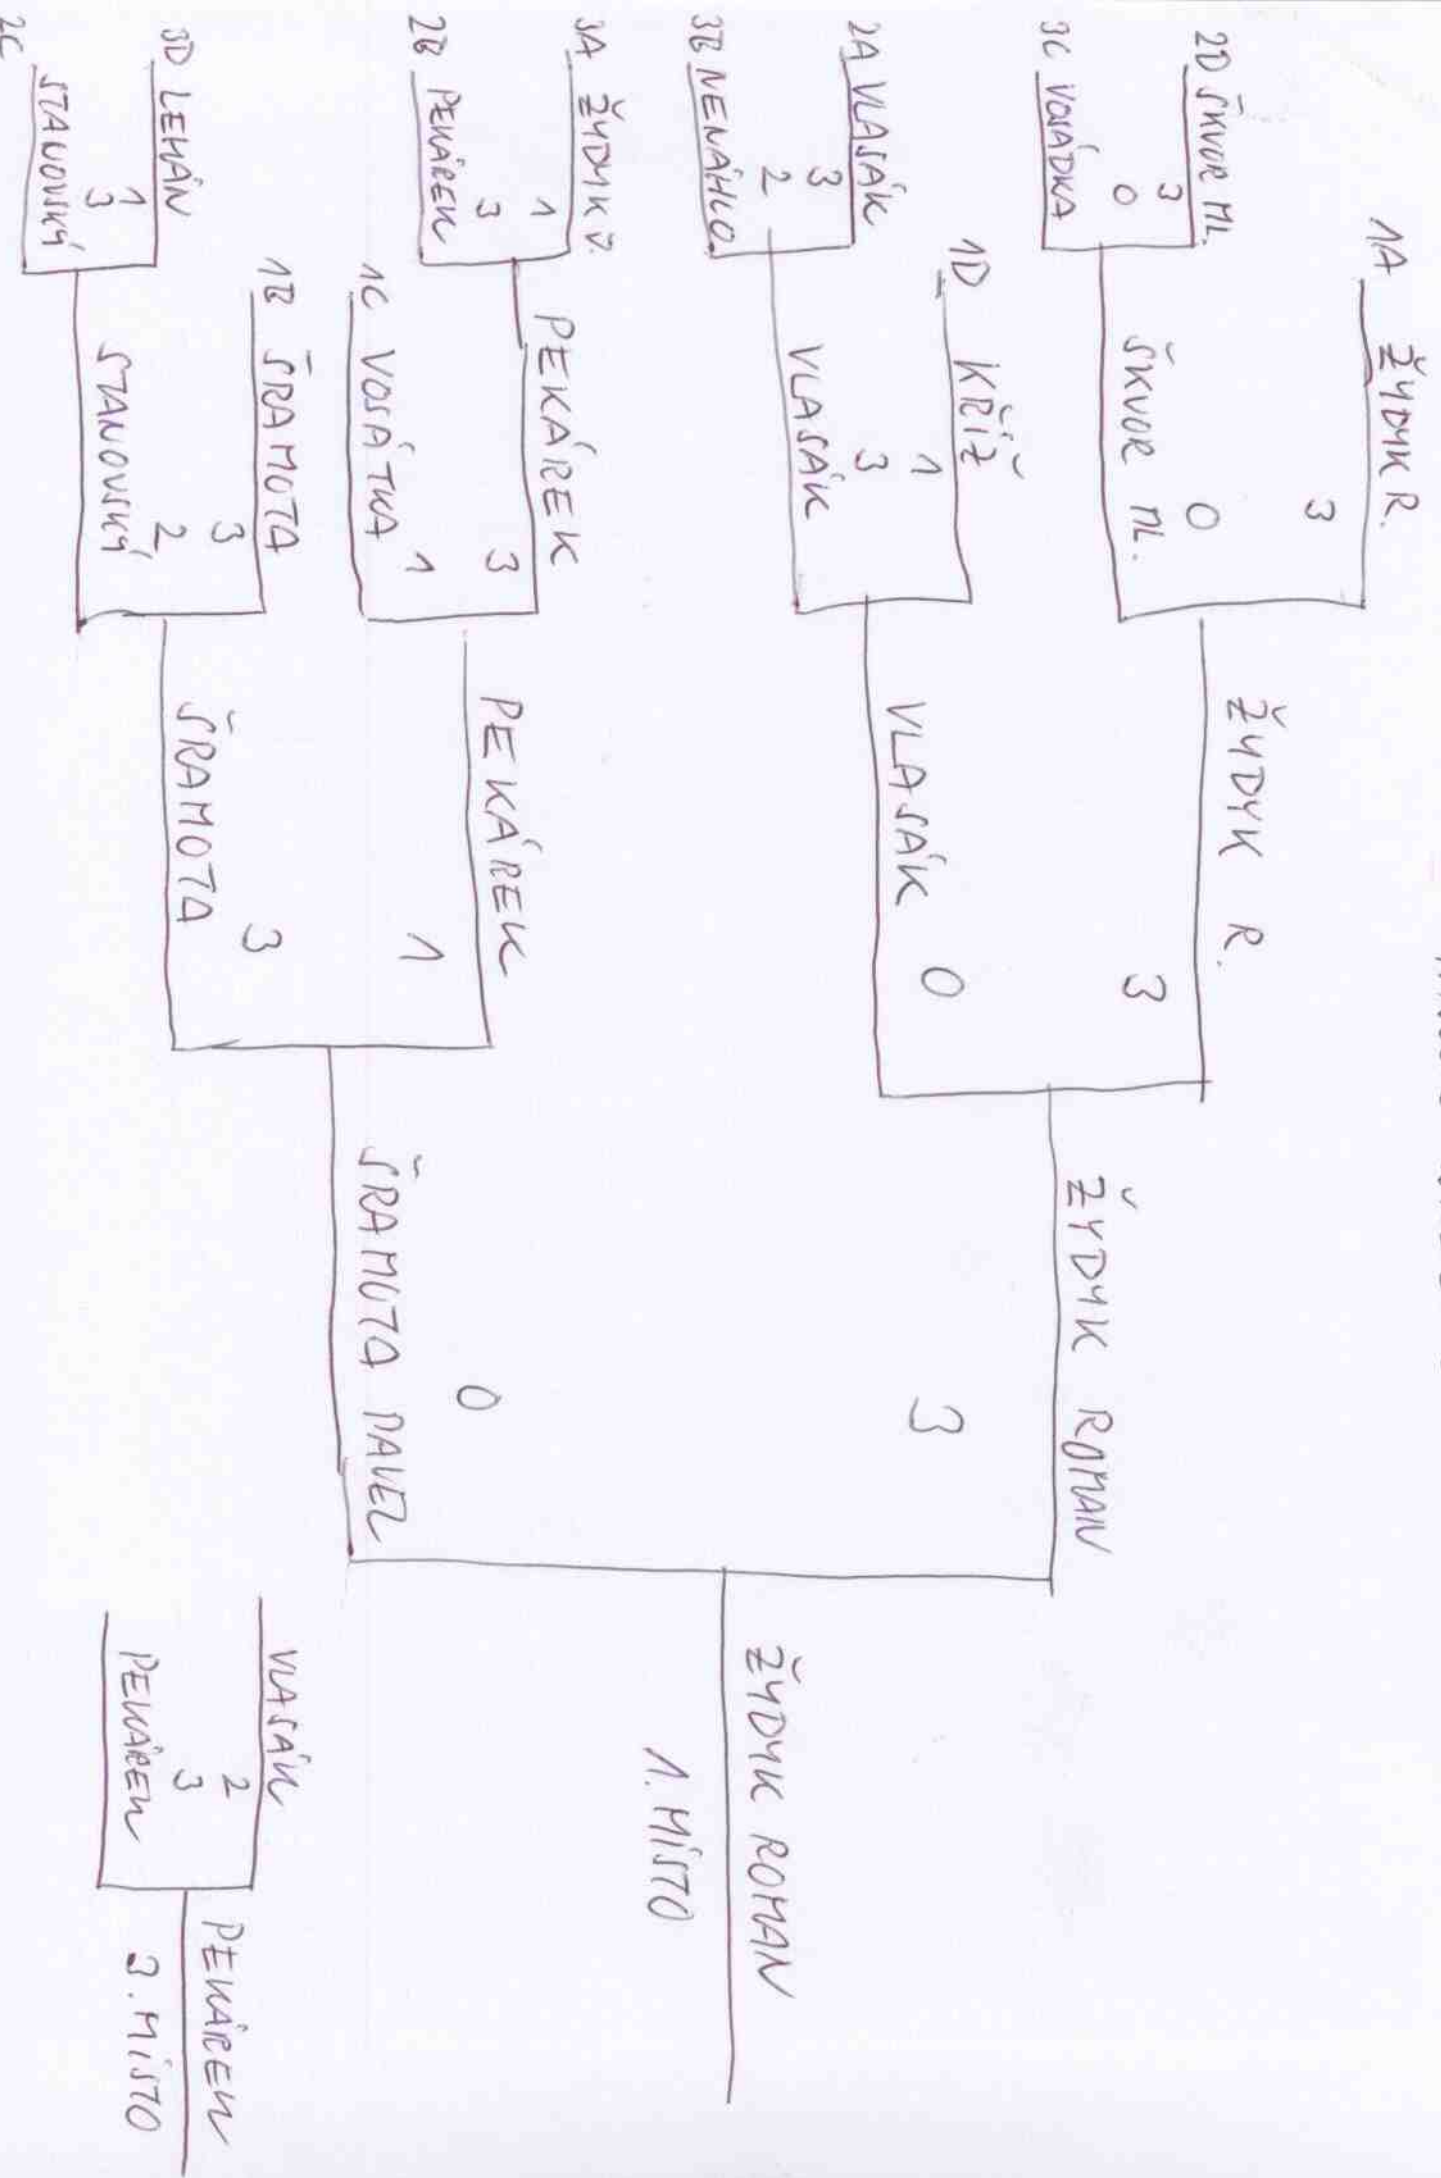 1A ŽYDYK R.
3
2D ŠKVOR ML.
3
0
3C VOSÁDKA
0
ŠKVOR ML.
ŽYDYK R.
3
1D KŘÍŽ
1
2A VLASÁK
3
2
3B NENÁHLO
3
VLASÁK
0
VLASÁK
ŽYDYK ROMAN
3
3A ŽYDYK V.
1
3
2B PEKÁREK
PEKÁREK
3
1
1C VOSÁTKA
PEKÁREK
1
1B ŠRAMOTA
3
3D LEHÁN
1
3
2C STANOVSKÝ
2
STANOVSKÝ
3
ŠRAMOTA
0
ŠRAMOTA PAVEL
ŽYDYK ROMAN
1. MÍSTO
VLASÁK
2
3
PEKÁREK
PEKÁREK
3. MÍSTO